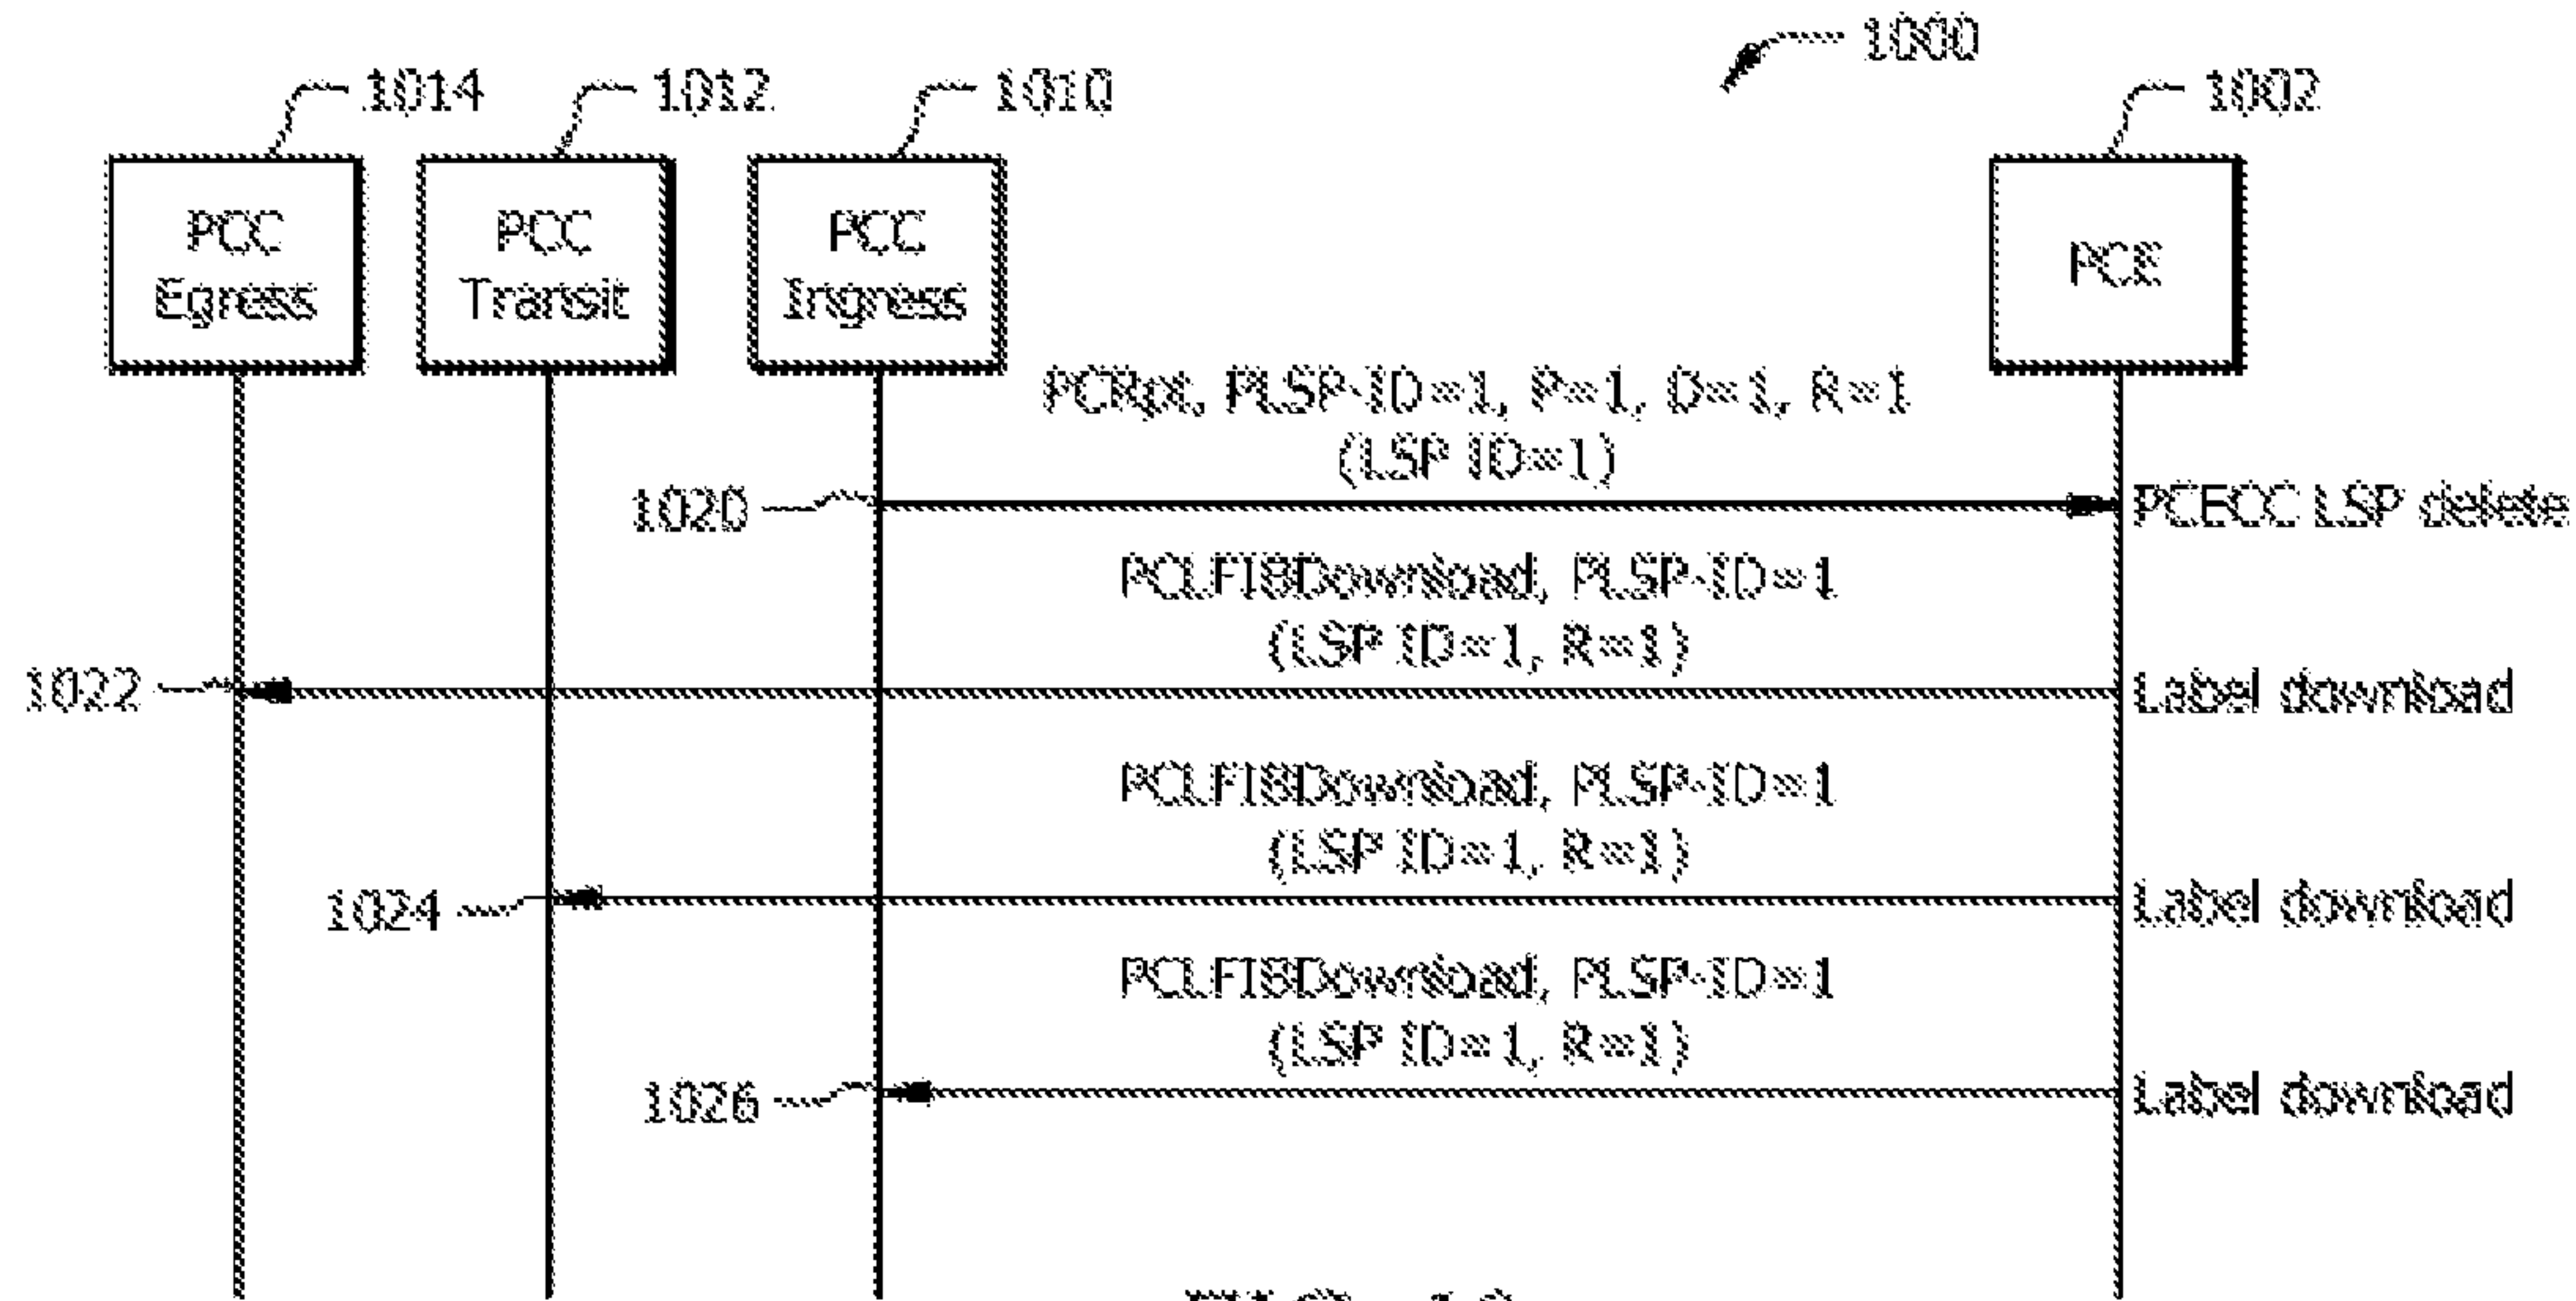 1000
1014
1012
1010
1002
PCC
Egress
PCC
Transit
PCC
Ingress
PCE
PCRpt, PLSP-ID=1, P=1, D=1, R=1
(LSP ID=1)
1020
PCECC LSP delete
PCLFIBDownload, PLSP-ID=1
(LSP ID=1, R=1)
1022
Label download
PCLFIBDownload, PLSP-ID=1
(LSP ID=1, R=1)
1024
Label download
PCLFIBDownload, PLSP-ID=1
(LSP ID=1, R=1)
1026
Label download